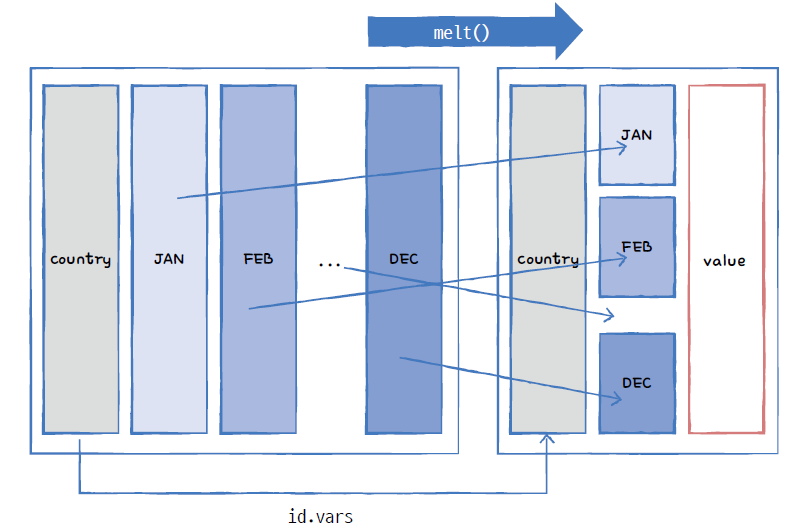 melt()
country
JAN
FEB
...
DEC
country
JAN
FEB
DEC
value
id.vars